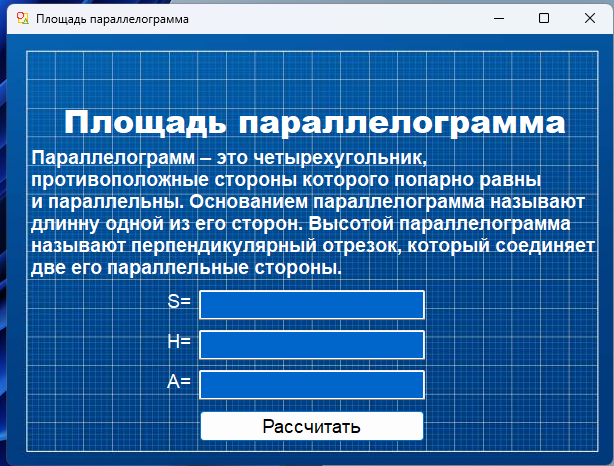 Площадь параллелограмма
Площадь параллелограмма
Параллелограмм – это четырехугольник,
противоположные стороны которого попарно равны
и параллельны. Основанием параллелограмма называют
длинну одной из его сторон. Высотой параллелограмма
называют перпендикулярный отрезок, который соединяет
две его параллельные стороны.
S=
H=
A=
Рассчитать